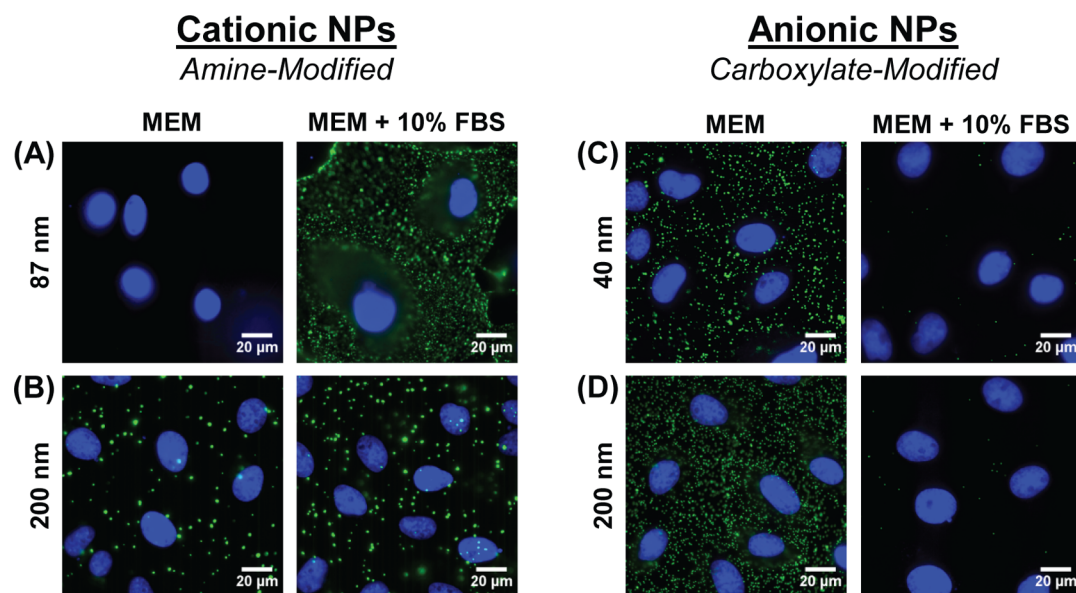 Cationic NPs
Amine-Modified
Anionic NPs
Carboxylate-Modified
MEM
MEM + 10% FBS
MEM
MEM + 10% FBS
(A)
87 nm
20 µm
20 µm
(C)
40 nm
20 µm
20 µm
(B)
200 nm
20 µm
20 µm
(D)
200 nm
20 µm
20 µm